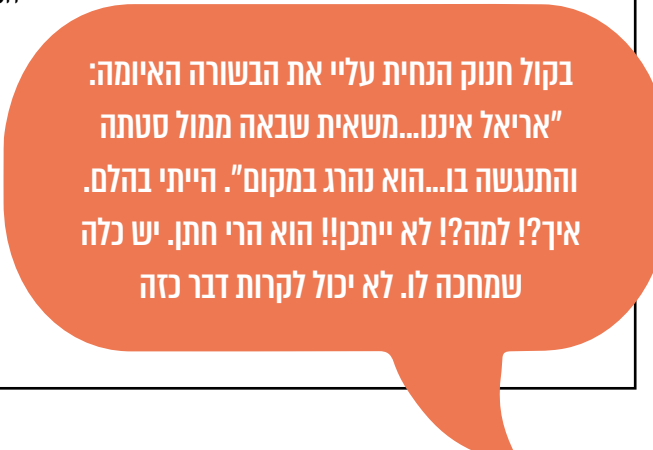 בקול חנוק הנחית עליי את הבשורה האיומה:
"אריאל איננו...משאית שבאה ממול סטתה
והתנגשה בו...הוא נהרג במקום". הייתי בהלם.
איך?! למה?! לא ייתכן!! הוא הרי חתן. יש כלה
שמחכה לו. לא יכול לקרות דבר כזה